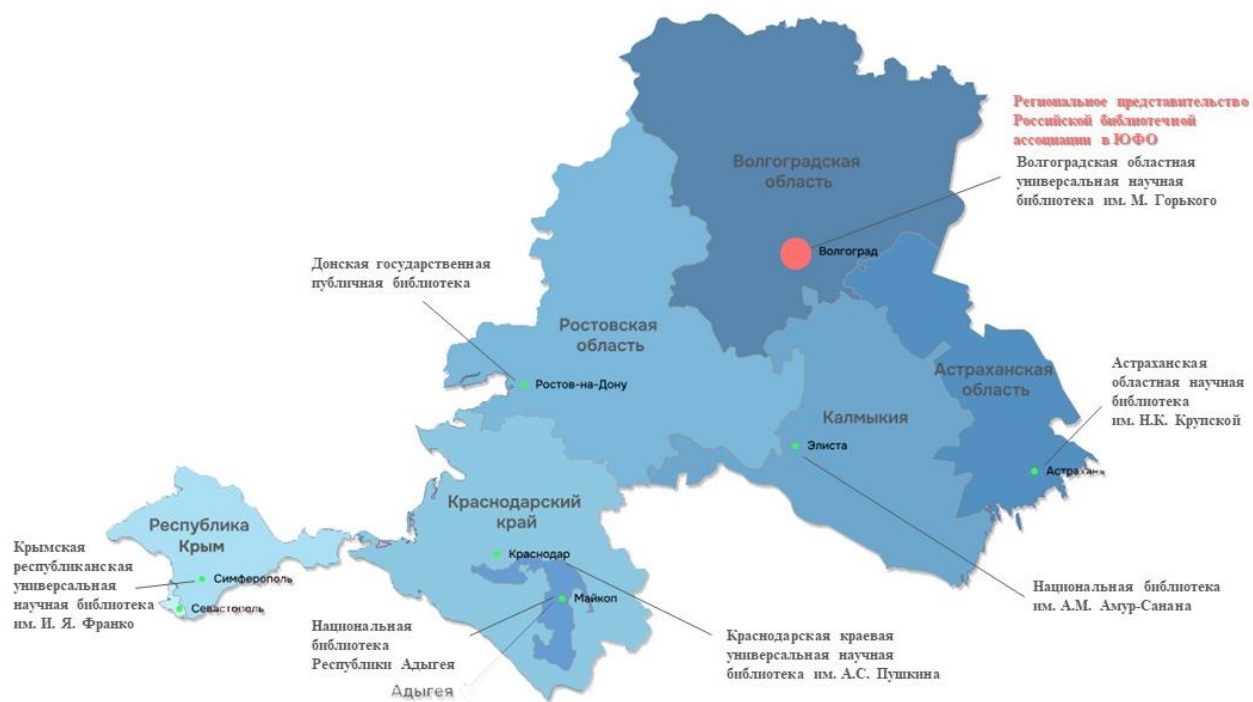 Региональное представительство
Российской библиотечной
ассоциации в ЮФО
Волгоградская областная
универсальная научная
библиотека им. М. Горького
Волгоградская
область
Волгоград
Донская государственная
публичная библиотека
Ростовская
область
Ростов-на-Дону
Астраханская
область
Астраханская
областная научная
библиотека
им. Н.К. Крупской
Калмыкия
Элиста
Астрахань
Краснодарский
край
Краснодар
Республика
Крым
Крымская
республиканская
универсальная
научная библиотека
им. И. Я. Франко
Симферополь
Севастополь
Майкоп
Национальная библиотека
им. А.М. Амур-Санана
Национальная
библиотека
Республики Адыгея
Адыгея
Краснодарская краевая
универсальная научная
библиотека им. А.С. Пушкина